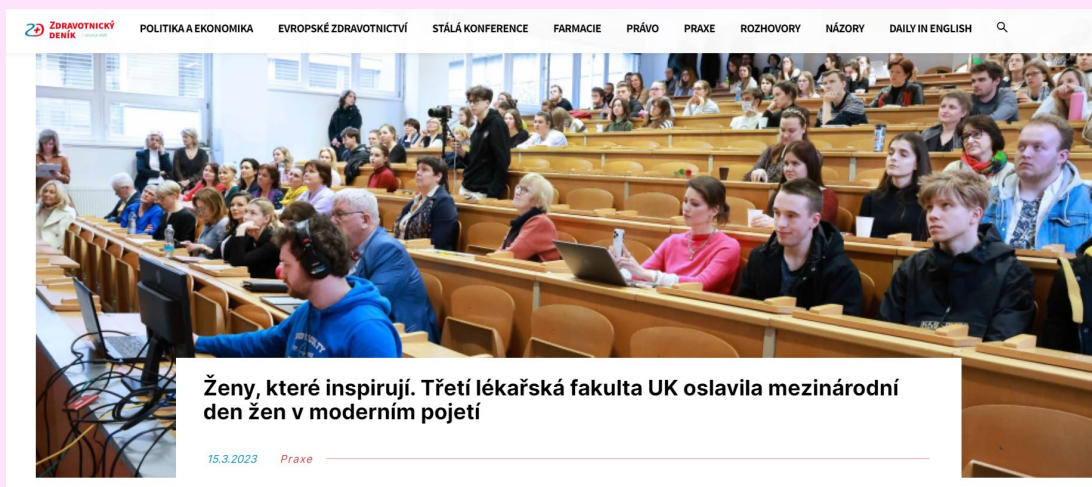 ZDRAVOTNICKÝ
DENÍK
POLITIKA A EKONOMIKA EVROPSKÉ ZDRAVOTNICTVÍ STÁLÁ KONFERENCE FARMACIE PRÁVO PRAXE ROZHOVORY NÁZORY DAILY IN ENGLISH
Ženy, které inspirují. Třetí lékařská fakulta UK oslavila mezinárodní
den žen v moderním pojetí
15.3.2023 Praxe